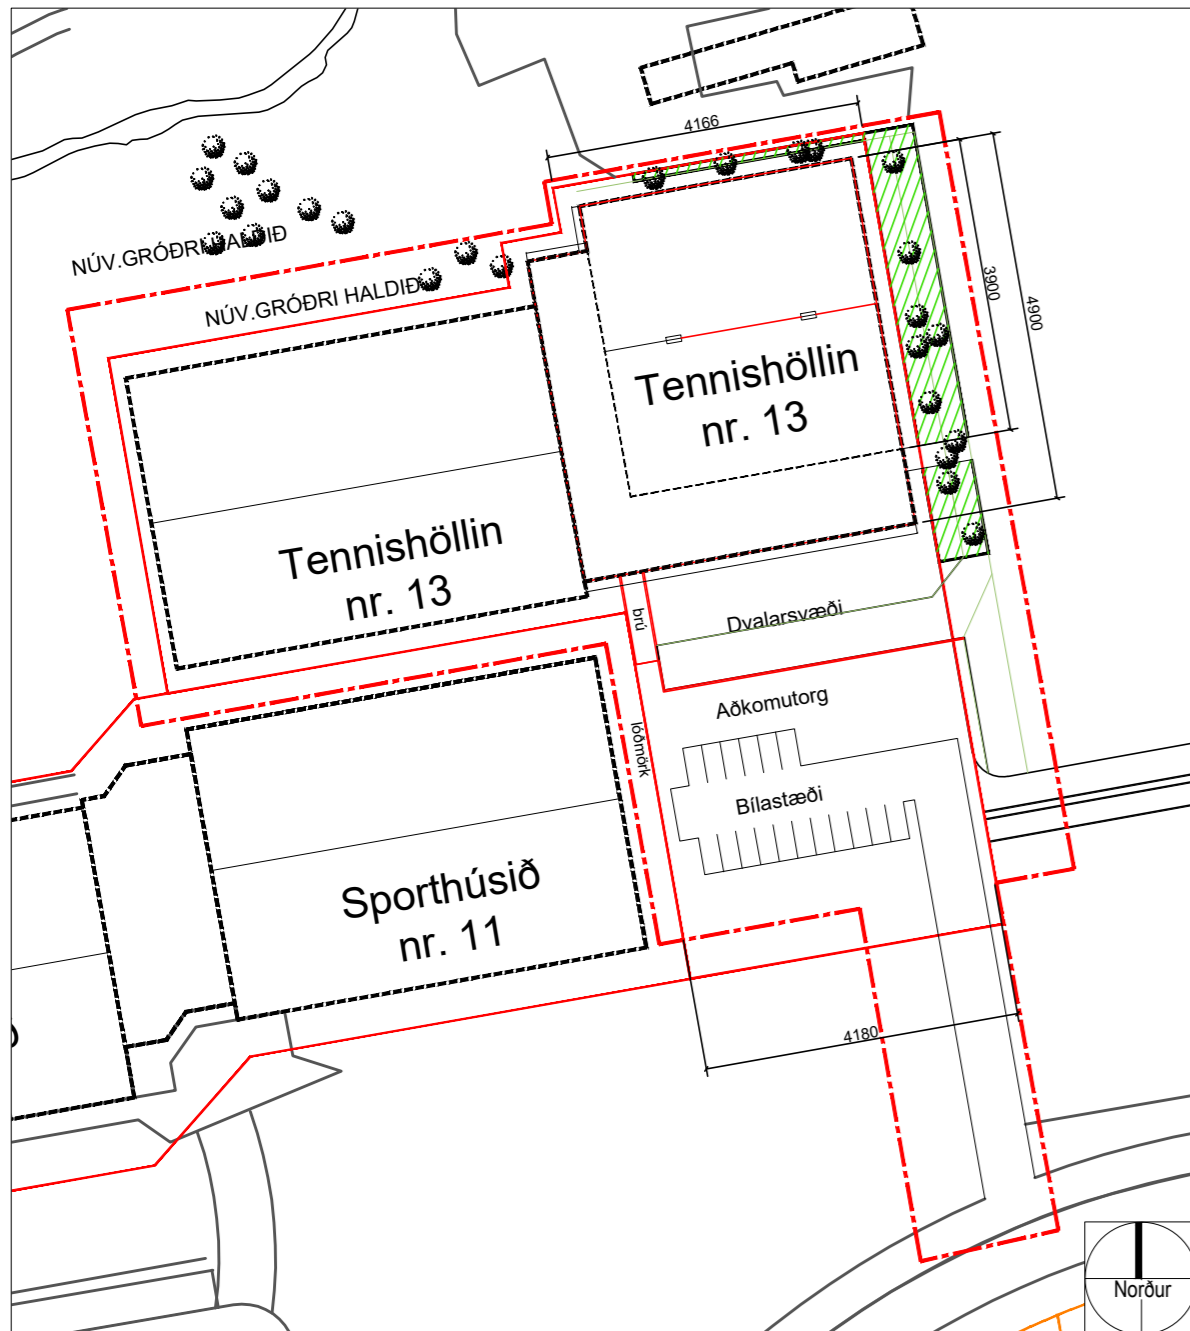 4166
NÚV.GRÓÐRI HALDIÐ
NÚV.GRÓÐRI HALDIÐ
3900
4900
Tennishöllin
nr. 13
Tennishöllin
nr. 13
brú
Dvalarsvæði
Aðkomutorg
lóðmörk
Bílastæði
Sporthúsið
nr. 11
4180
Norður